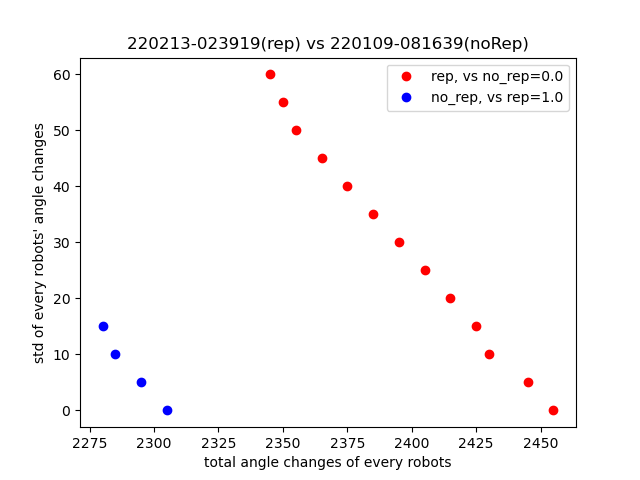 220213-023919(rep) vs 220109-081639(noRep)
rep, vs no_rep=0.0
no_rep, vs rep=1.0
std of every robots' angle changes
60
50
40
30
20
10
0
2275 2300 2325 2350 2375 2400 2425 2450
total angle changes of every robots